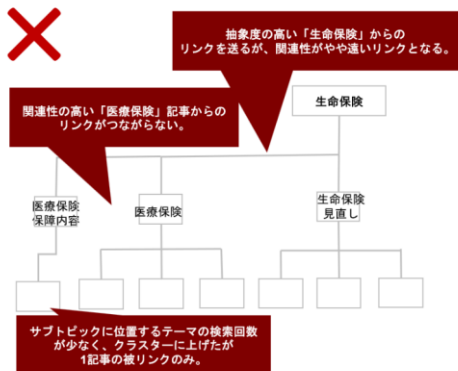 抽象度の高い「生命保険」からの
リンクを送るが、関連性がやや遠いリンクとなる。
生命保険
関連性の高い「医療保険」記事からの
リンクがつながらない。
医療保険
保障内容
医療保険
生命保険
見直し
サブトピックに位置するテーマの検索回数
が少なく、クラスターに上げたが
1記事の被リンクのみ。